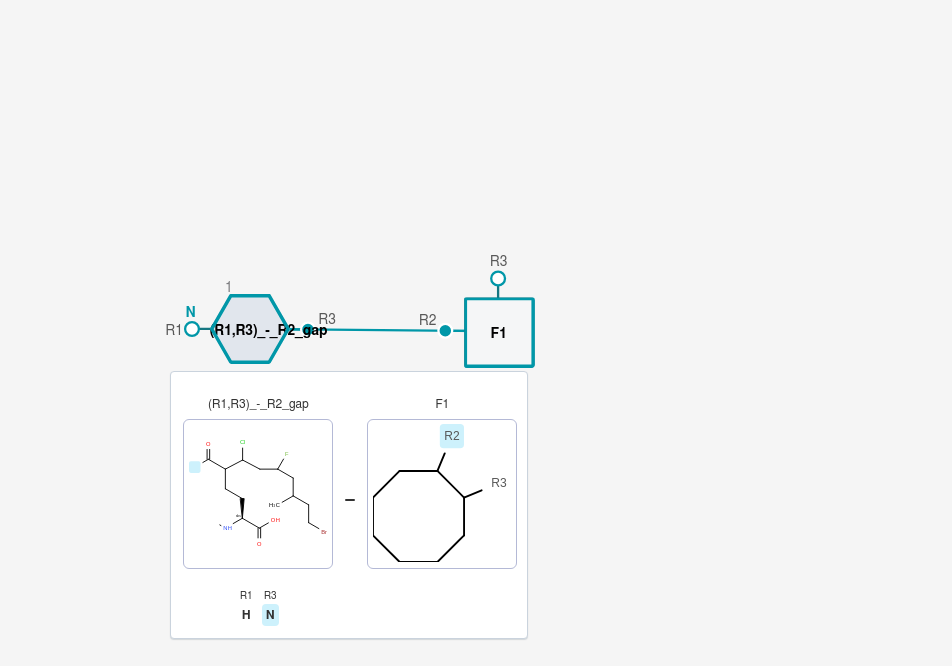 R3
1
N
R1
(R1,R3)_-_R2_gap
R3
R2
F1
(R1,R3)_-_R2_gap
F1
O
Cl
F
H₃C
Br
NH
OH
O
R2
R3
R1 R3
H N